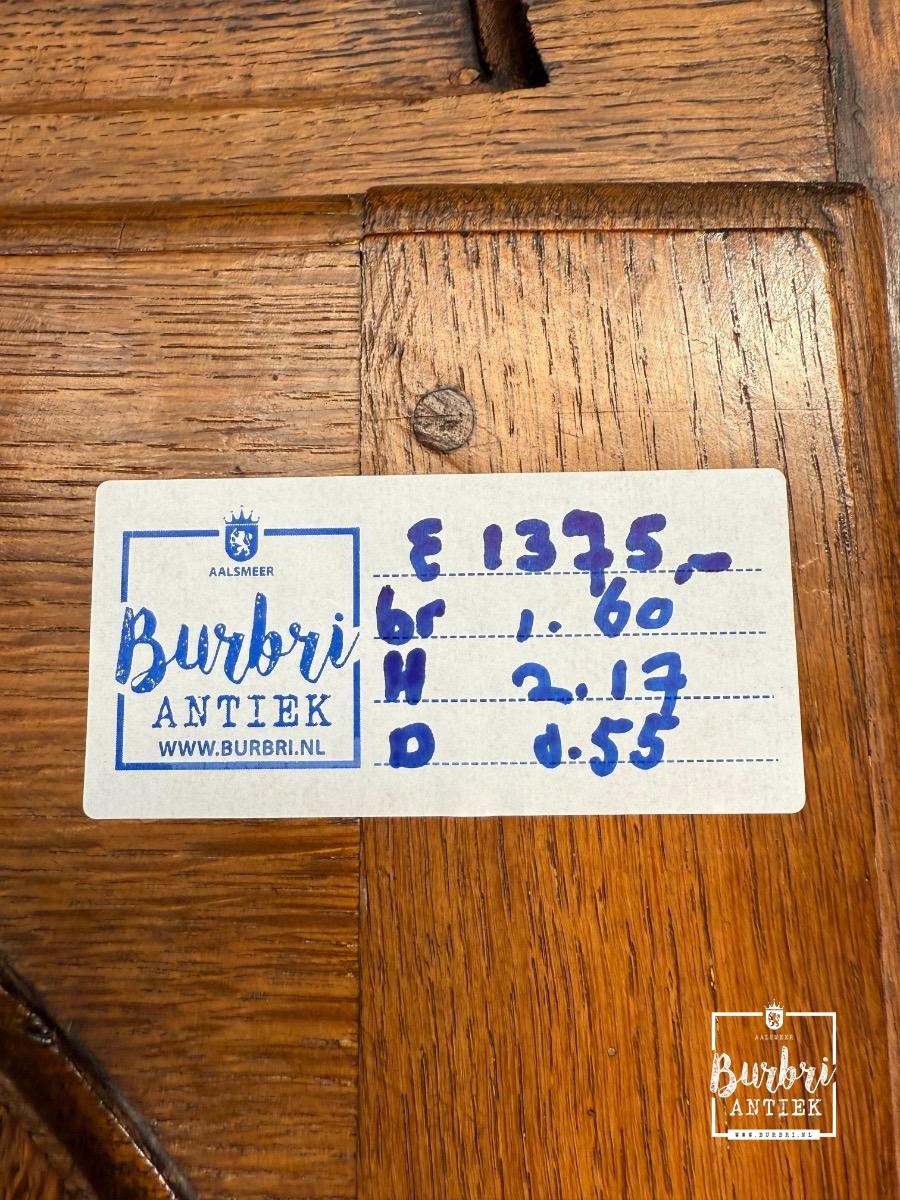 AALSMEER
Burbri
ANTIEK
WWW.BURBRI.NL
€ 1375,-
br 1.60
H 2.17
D 0.55
AALSMEER
Burbri
ANTIEK
WWW.BURBRI.NL